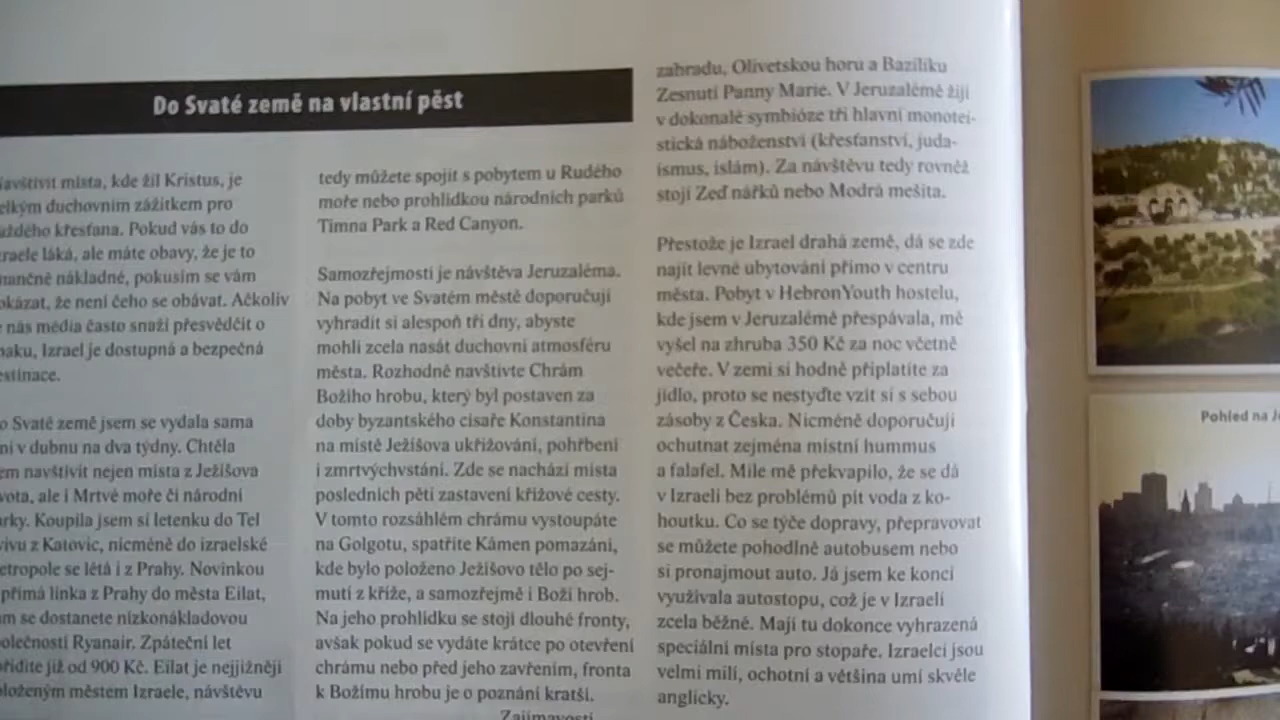 Do Svaté země na vlastní pěst
místa, kde žil Kristus, je
duchovním zážitkem pro
křesťana. Pokud vás to do
láká, ale máte obavy, že je to
nákladné, pokusím se vám
že není čeho se obávat. Ačkoliv
nás média často snaží přesvědčit o
Izrael je dostupná a bezpečná
Svaté země jsem se vydala sama
v dubnu na dva týdny. Chtěla
navštívit nejen místa z Ježíšova
ale i Mrtvé moře či národní
Koupila jsem si letenku do Tel
z Katovic, nicméně do izraelské
se létá i z Prahy. Novinkou
přímá linka z Prahy do města Eilat,
se dostanete nízkonákladovou
Ryanair. Zpáteční let
již od 900 Kč. Eilat je nejjižněji
městem Izraele, návštěvu
tedy můžete spojit s pobytem u Rudého
moře nebo prohlídkou národních parků
Timna Park a Red Canyon.
Samozřejmostí je návštěva Jeruzaléma.
Na pobyt ve Svatém městě doporučuji
vyhradit si alespoň tři dny, abyste
mohli zcela nasát duchovní atmosféru
města. Rozhodně navštivte Chrám
Božího hrobu, který byl postaven za
doby byzantského císaře Konstantina
na místě Ježíšova ukřižování, pohřbení
i zmrtvýchvstání. Zde se nachází místa
posledních pěti zastavení křížové cesty.
V tomto rozsáhlém chrámu vystoupáte
na Golgotu, spatříte Kámen pomazání,
kde bylo položeno Ježíšovo tělo po sej-
mutí z kříže, a samozřejmě i Boží hrob.
Na jeho prohlídku se stojí dlouhé fronty,
avšak pokud se vydáte krátce po otevření
chrámu nebo před jeho zavřením, fronta
k Božímu hrobu je o poznání kratší.
Zajímavostí
zahradu, Olivetskou horu a Baziliku
Zesnutí Panny Marie. V Jeruzalémě žijí
v dokonalé symbióze tři hlavní monotei-
stická náboženství (křesťanství, juda-
ismus, islám). Za návštěvu tedy rovněž
stojí Zeď nářků nebo Modrá mešita.
Přestože je Izrael drahá země, dá se zde
najít levné ubytování přímo v centru
města. Pobyt v HebronYouth hostelu,
kde jsem v Jeruzalémě přespávala, mě
vyšel na zhruba 350 Kč za noc včetně
večeře. V zemi si hodně připlatíte za
jídlo, proto se nestyďte vzít si s sebou
zásoby z Česka. Nicméně doporučuji
ochutnat zejména místní hummus
a falafel. Mile mě překvapilo, že se dá
v Izraeli bez problémů pít voda z ko-
houtku. Co se týče dopravy, přepravovat
se můžete pohodlně autobusem nebo
si pronajmout auto. Já jsem ke konci
využívala autostopu, což je v Izraeli
zcela běžné. Mají tu dokonce vyhrazená
speciální místa pro stopaře. Izraelci jsou
velmi milí, ochotní a většina umí skvěle
anglicky.
Pohled na